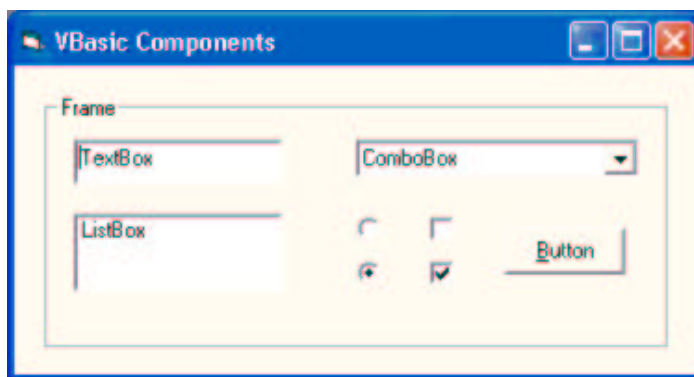 VBasic Components
Frame
TextBox
ComboBox
ListBox
Button